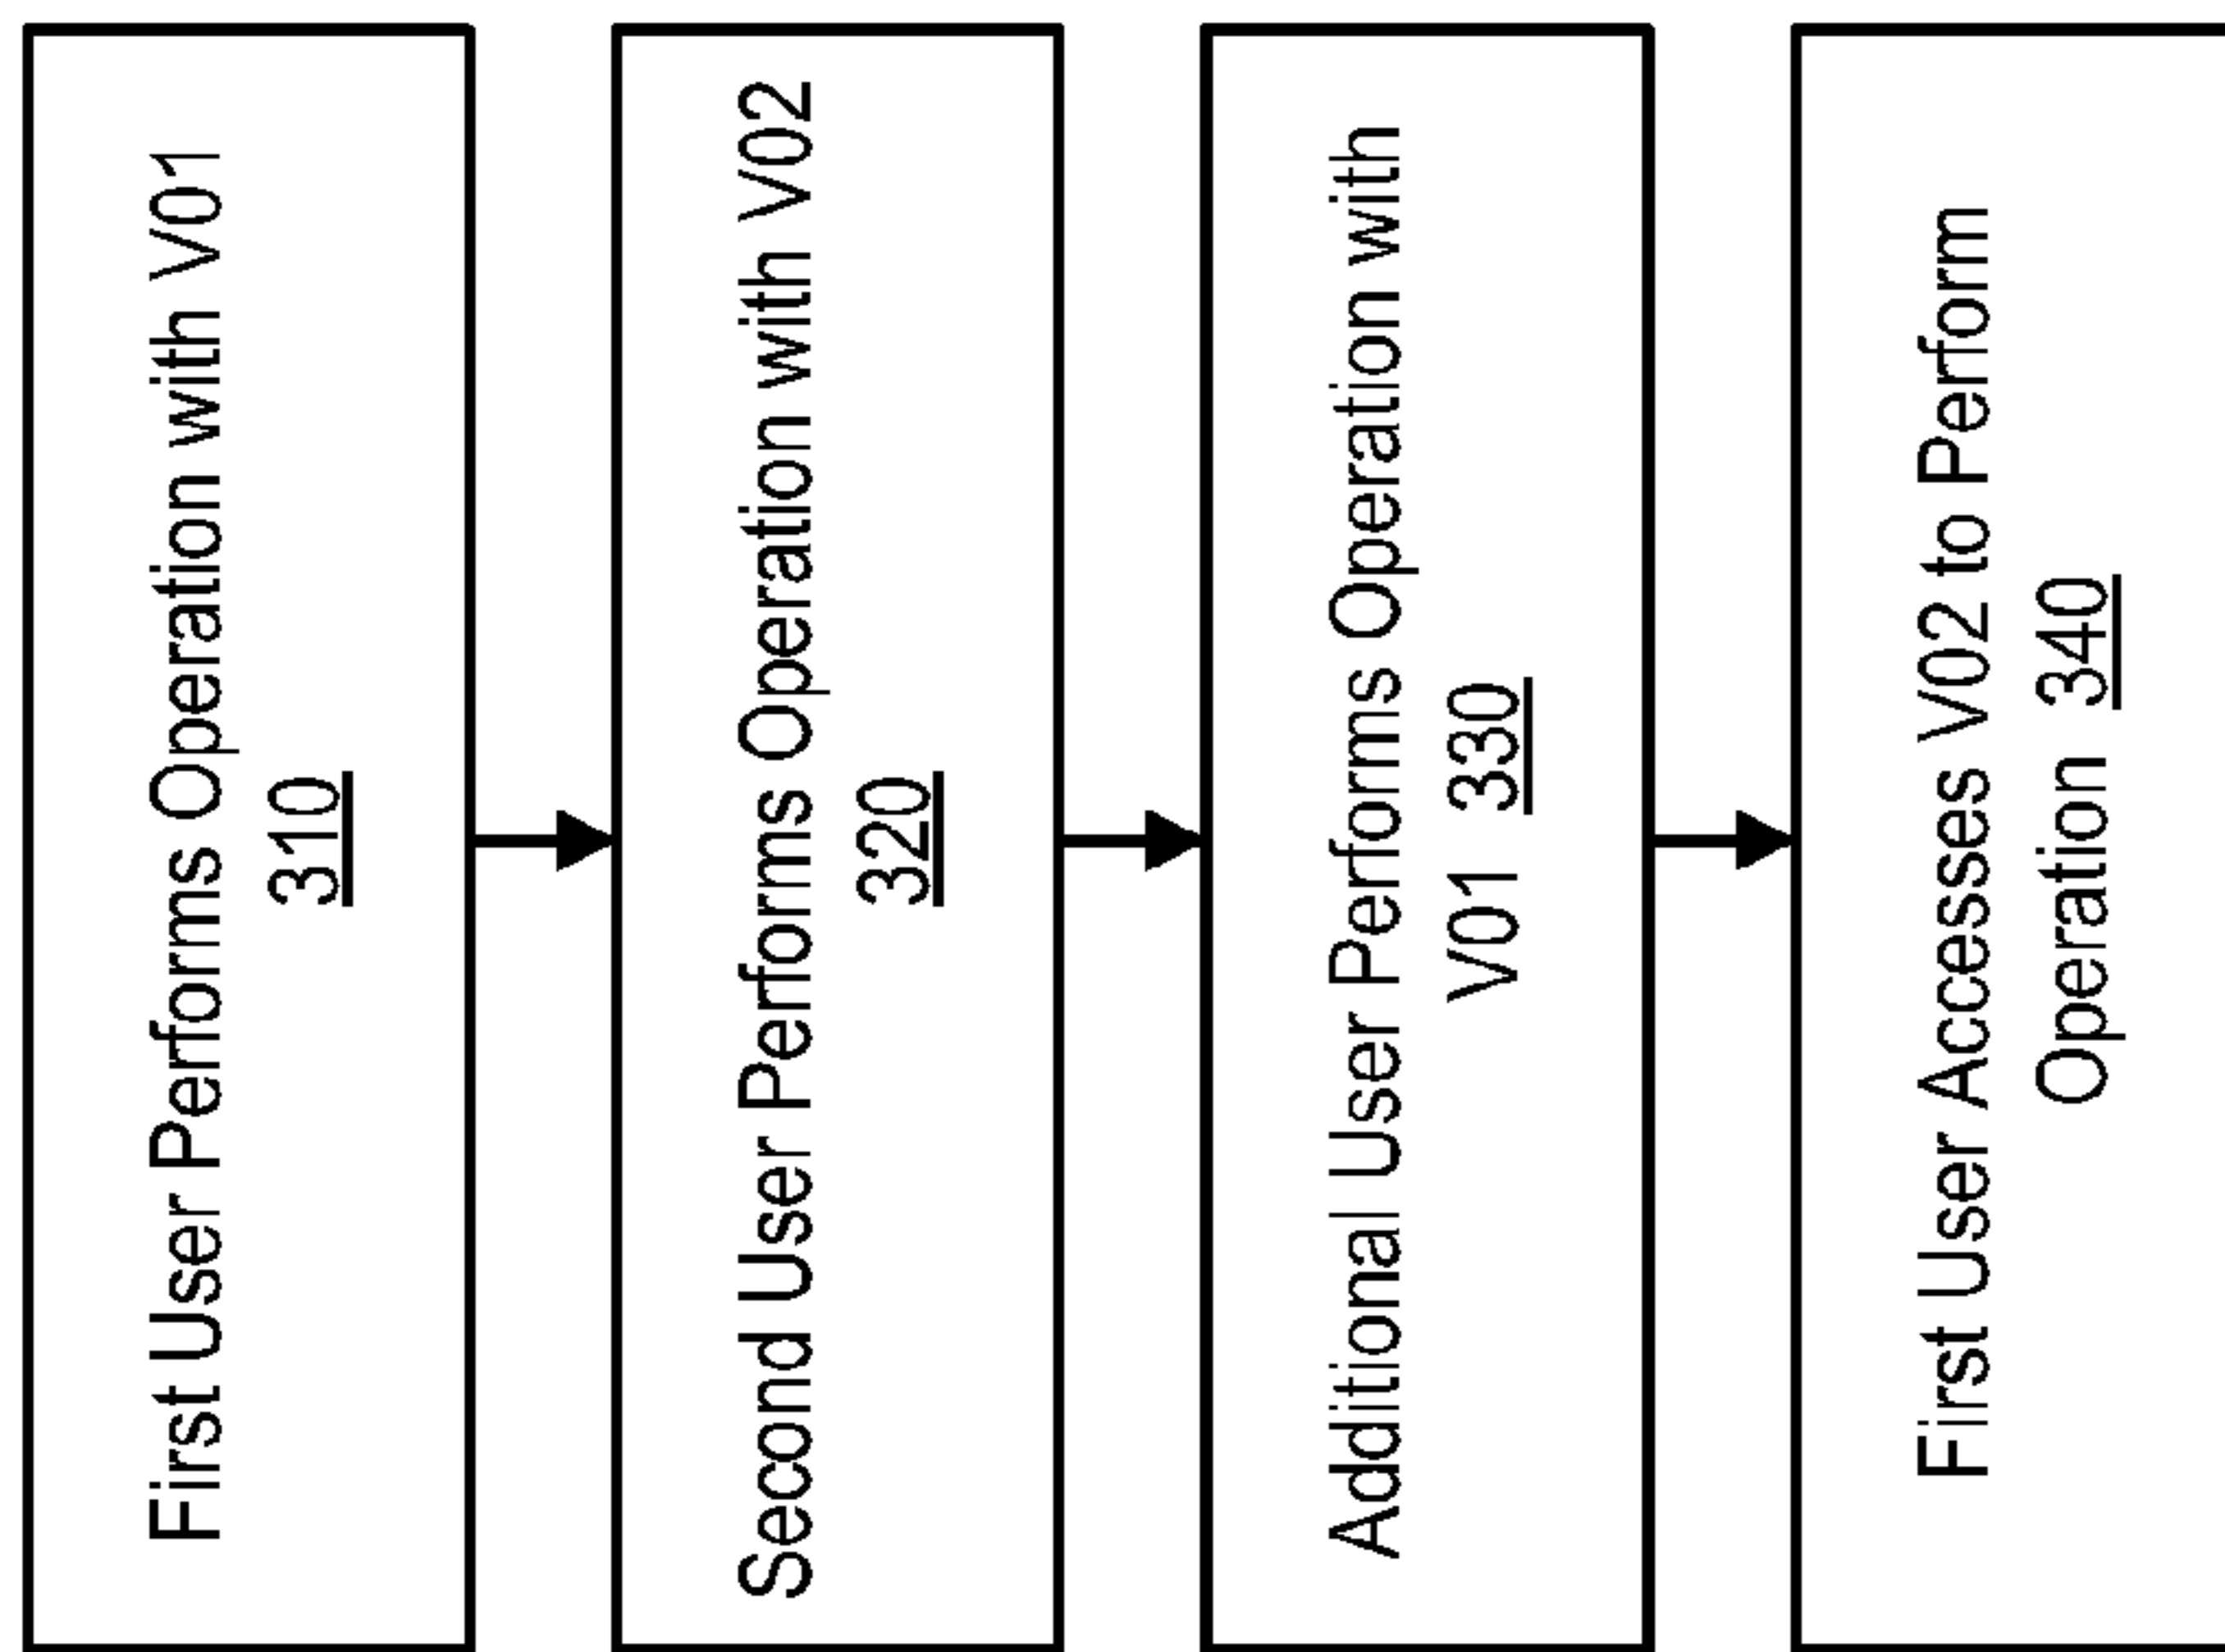 First User Performs Operation with V01
310
Second User Performs Operation with V02
320
Additional User Performs Operation with
V01 330
First User Accesses V02 to Perform
Operation 340